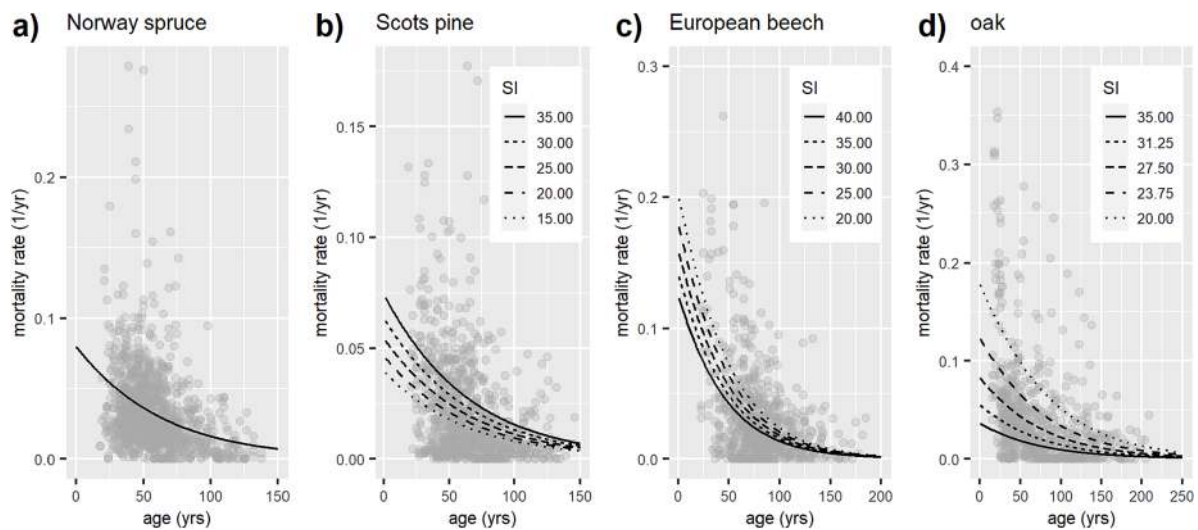 a) Norway spruce
mortality rate (1/yr)
0.2
0.1
0.0
0 50 100 150
age (yrs)
b) Scots pine
mortality rate (1/yr)
0.15
0.10
0.05
0.00
SI
35.00
30.00
25.00
20.00
15.00
0 50 100 150
age (yrs)
c) European beech
mortality rate (1/yr)
0.3
0.2
0.1
0.0
SI
40.00
35.00
30.00
25.00
20.00
0 50 100 150 200
age (yrs)
d) oak
mortality rate (1/yr)
0.4
0.3
0.2
0.1
0.0
SI
35.00
31.25
27.50
23.75
20.00
0 50 100 150 200 250
age (yrs)